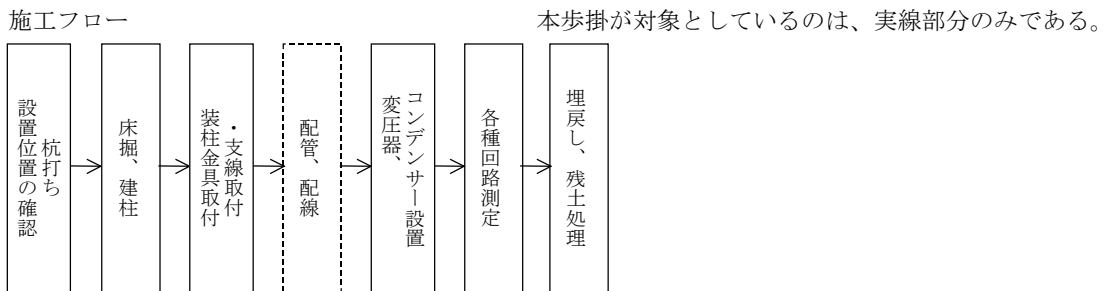 施工フロー
本歩掛が対象としているのは、実線部分のみである。
設置位置の確認
杭打ち
床掘、建柱
装柱金具取付
・支線取付
配管、配線
変圧器、
コンデンサー設置
各種回路測定
埋戻し、残土処理